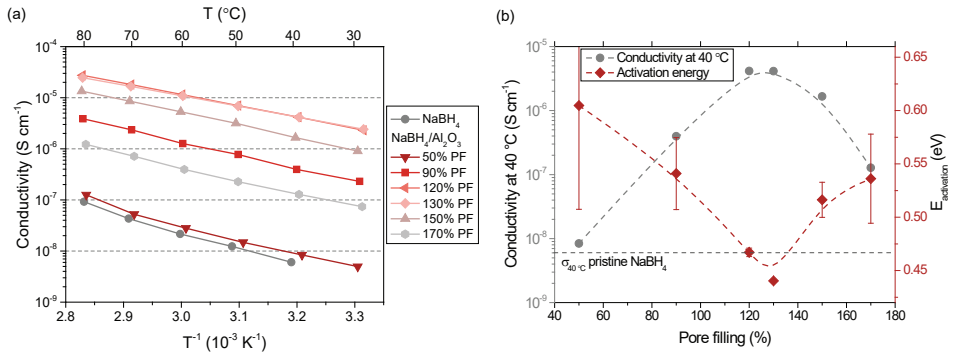 (a)
T (°C)
80 70 60 50 40 30
10⁻⁴
10⁻⁵
10⁻⁶
10⁻⁷
10⁻⁸
10⁻⁹
Conductivity (S cm⁻¹)
2.8 2.9 3.0 3.1 3.2 3.3
T⁻¹ (10⁻³ K⁻¹)
NaBH₄
NaBH₄/Al₂O₃
50% PF
90% PF
120% PF
130% PF
150% PF
170% PF
(b)
Conductivity at 40 °C
Activation energy
10⁻⁵
10⁻⁶
10⁻⁷
10⁻⁸
10⁻⁹
Conductivity at 40 °C (S cm⁻¹)
σ₄₀ °C pristine NaBH₄
0.65
0.60
0.55
0.50
0.45
E_activation (eV)
40 60 80 100 120 140 160 180
Pore filling (%)